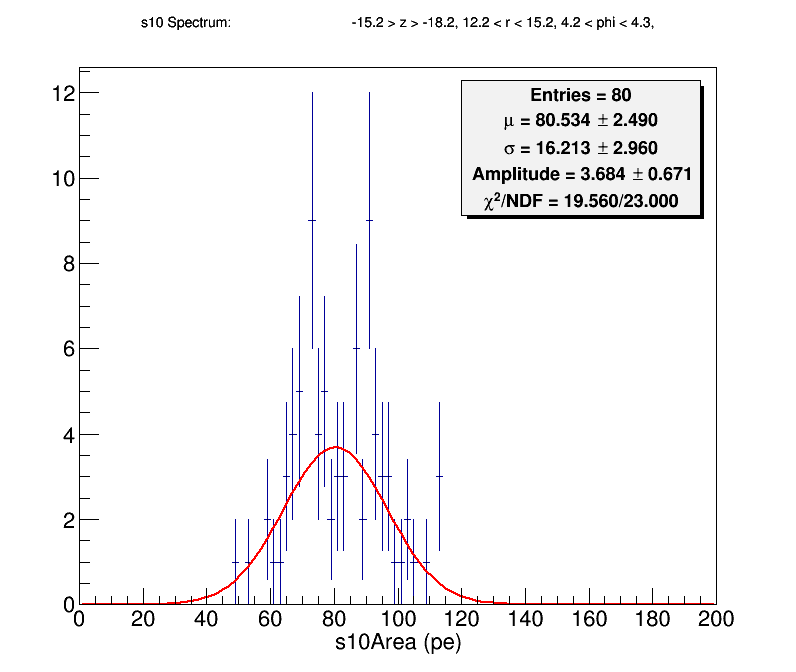 s10 Spectrum: -15.2 > z > -18.2, 12.2 < r < 15.2, 4.2 < phi < 4.3,
Entries = 80
μ = 80.534 ± 2.490
σ = 16.213 ± 2.960
Amplitude = 3.684 ± 0.671
χ²/NDF = 19.560/23.000
12
10
8
6
4
2
0
0 20 40 60 80 100 120 140 160 180 200
s10Area (pe)